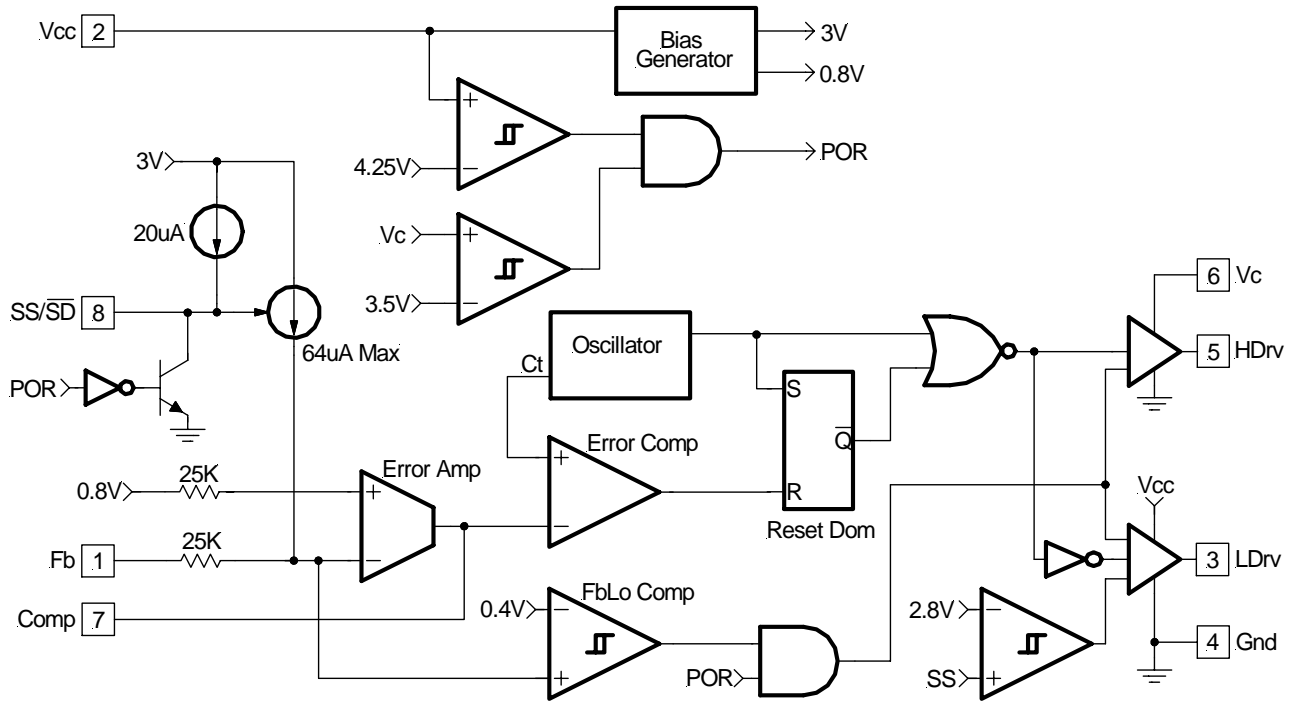 Vcc 2
Bias
Generator
3V
0.8V
4.25V
POR
3V
20uA
Vc
3.5V
SS/SD 8
64uA Max
POR
Oscillator
Ct
6 Vc
5 HDrv
S
Q
R
Reset Dom
Error Comp
Error Amp
0.8V
25K
Fb 1
25K
Comp 7
FbLo Comp
0.4V
POR
Vcc
3 LDrv
2.8V
SS
4 Gnd
+
−
+
−
+
−
+
−
−
+
−
+